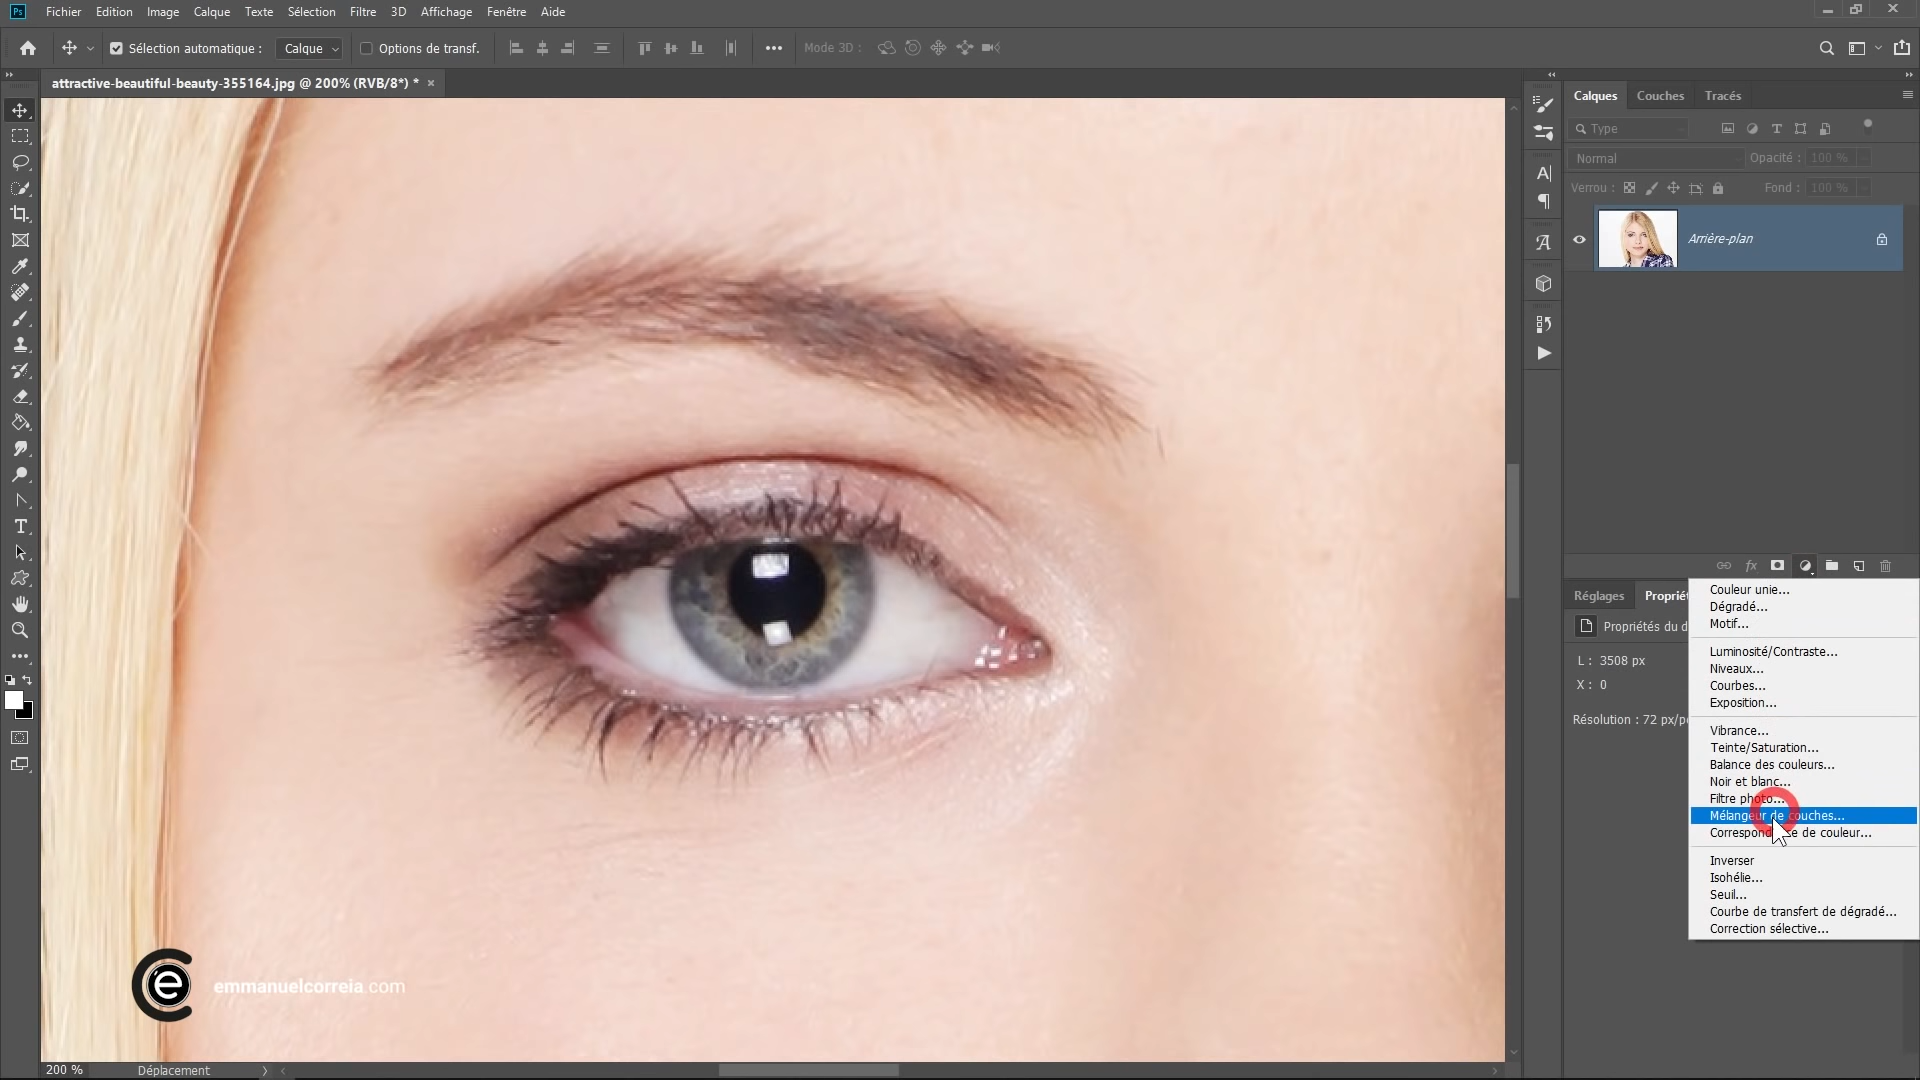 Ps Fichier Edition Image Calque Texte Sélection Filtre 3D Affichage Fenêtre Aide
Sélection automatique : Calque Options de transf. Mode 3D :
attractive-beautiful-beauty-355164.jpg @ 200% (RVB/8*) * ×
Calques Couches Tracés
Type
Normal Opacité : 100 %
Verrou : Fond : 100 %
Arrière-plan
fx
Réglages
Propriétés du d
L : 3508 px
X : 0
Couleur unie...
Dégradé...
Motif...
Luminosité/Contraste...
Niveaux...
Courbes...
Exposition...
Vibrance...
Teinte/Saturation...
Balance des couleurs...
Noir et blanc...
Filtre photo...
Mélangeur de couches...
de couleur...
Inverser
Isohélie...
Seuil...
Courbe de transfert de dégradé...
Correction sélective...
Résolution : 72
emmanuelcorreia.com
200 % Déplacement